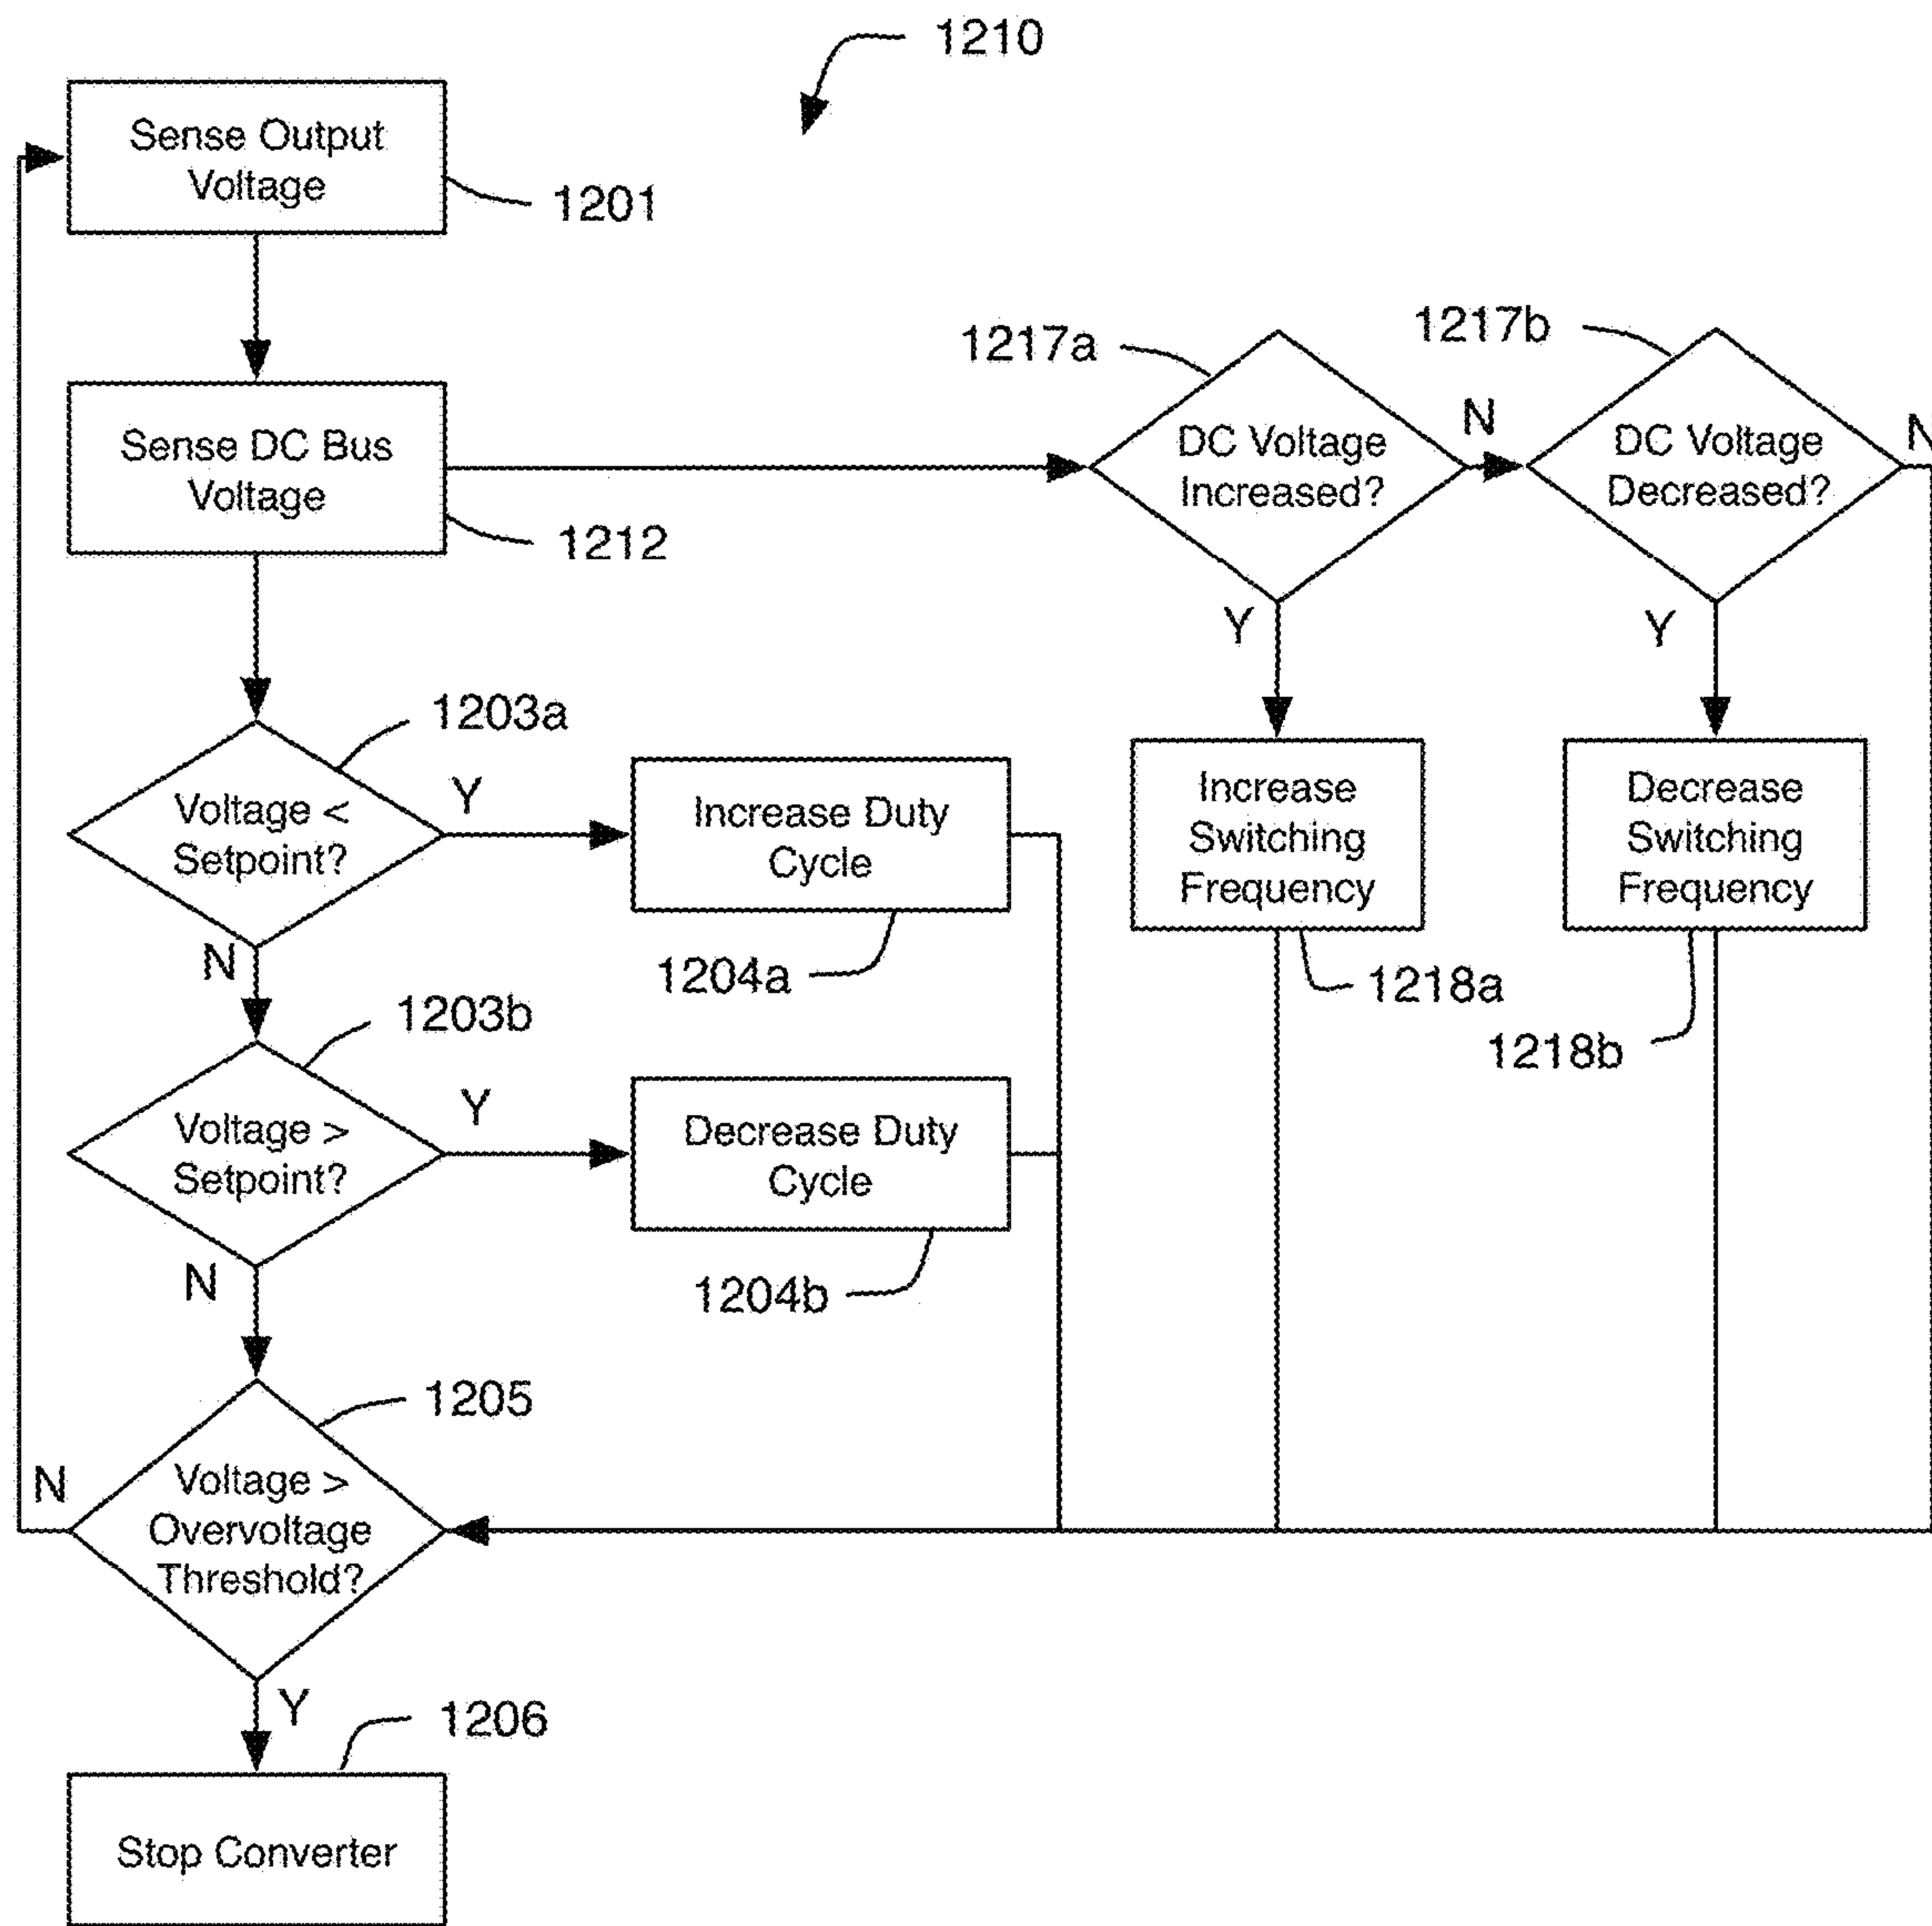 1210
Sense Output
Voltage
1201
1217a
1217b
Sense DC Bus
Voltage
1212
DC Voltage
Increased?
N
DC Voltage
Decreased?
N
Y
Y
1203a
Voltage <
Setpoint?
Y
Increase Duty
Cycle
1204a
Increase
Switching
Frequency
1218a
Decrease
Switching
Frequency
1218b
N
1203b
Voltage >
Setpoint?
Y
Decrease Duty
Cycle
1204b
N
1205
Voltage >
Overvoltage
Threshold?
N
Y
1206
Stop Converter